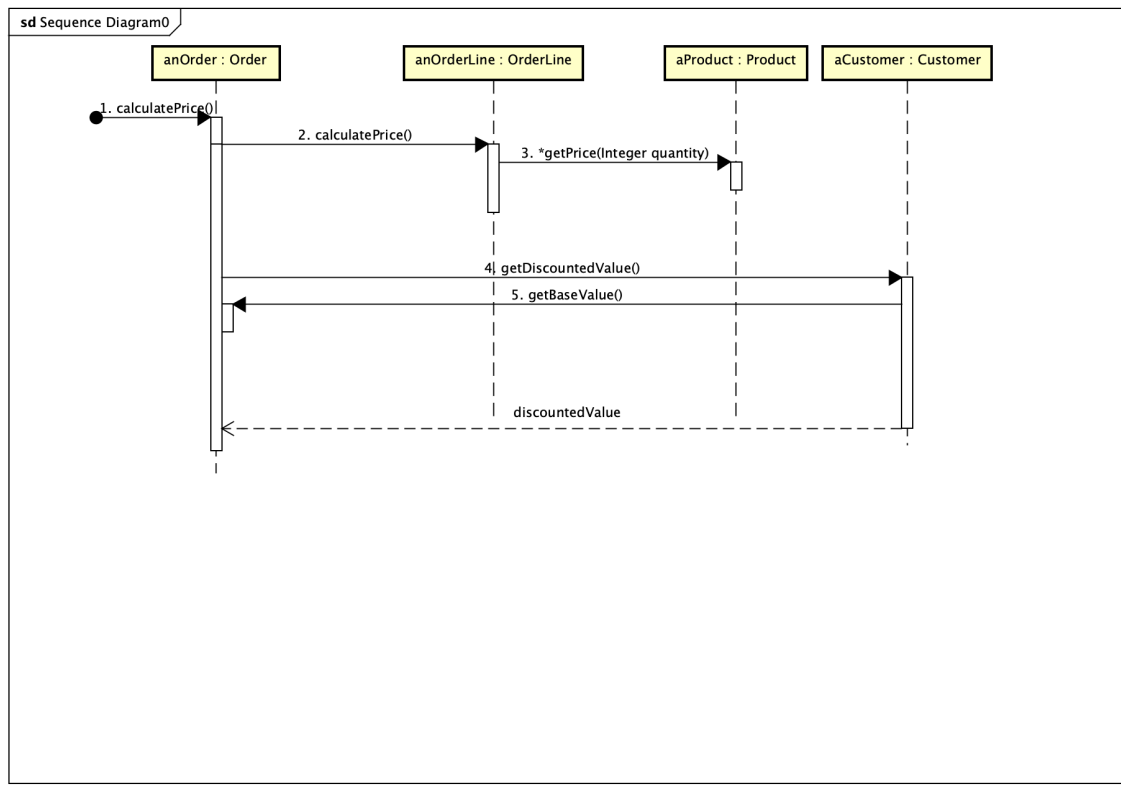 sd Sequence Diagram0
anOrder : Order
anOrderLine : OrderLine
aProduct : Product
aCustomer : Customer
1. calculatePrice()
2. calculatePrice()
3. *getPrice(Integer quantity)
4. getDiscountedValue()
5. getBaseValue()
discountedValue